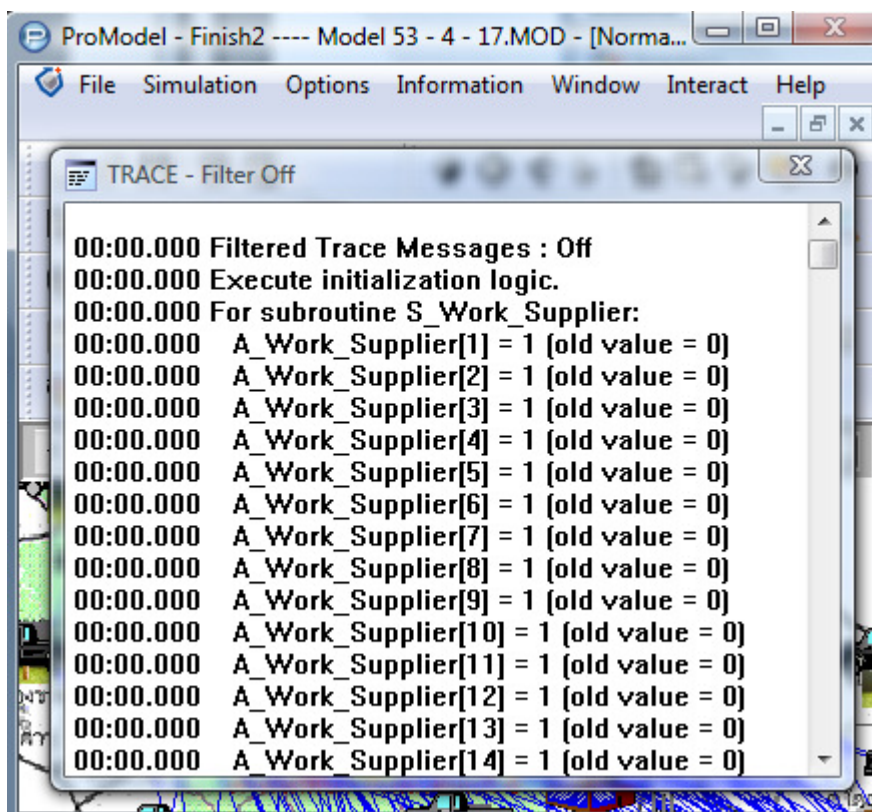 ProModel - Finish2 ---- Model 53 - 4 - 17.MOD - [Norma...
File Simulation Options Information Window Interact Help
TRACE - Filter Off
00:00.000 Filtered Trace Messages : Off
00:00.000 Execute initialization logic.
00:00.000 For subroutine S_Work_Supplier:
00:00.000 A_Work_Supplier[1] = 1 (old value = 0)
00:00.000 A_Work_Supplier[2] = 1 (old value = 0)
00:00.000 A_Work_Supplier[3] = 1 (old value = 0)
00:00.000 A_Work_Supplier[4] = 1 (old value = 0)
00:00.000 A_Work_Supplier[5] = 1 (old value = 0)
00:00.000 A_Work_Supplier[6] = 1 (old value = 0)
00:00.000 A_Work_Supplier[7] = 1 (old value = 0)
00:00.000 A_Work_Supplier[8] = 1 (old value = 0)
00:00.000 A_Work_Supplier[9] = 1 (old value = 0)
00:00.000 A_Work_Supplier[10] = 1 (old value = 0)
00:00.000 A_Work_Supplier[11] = 1 (old value = 0)
00:00.000 A_Work_Supplier[12] = 1 (old value = 0)
00:00.000 A_Work_Supplier[13] = 1 (old value = 0)
00:00.000 A_Work_Supplier[14] = 1 (old value = 0)